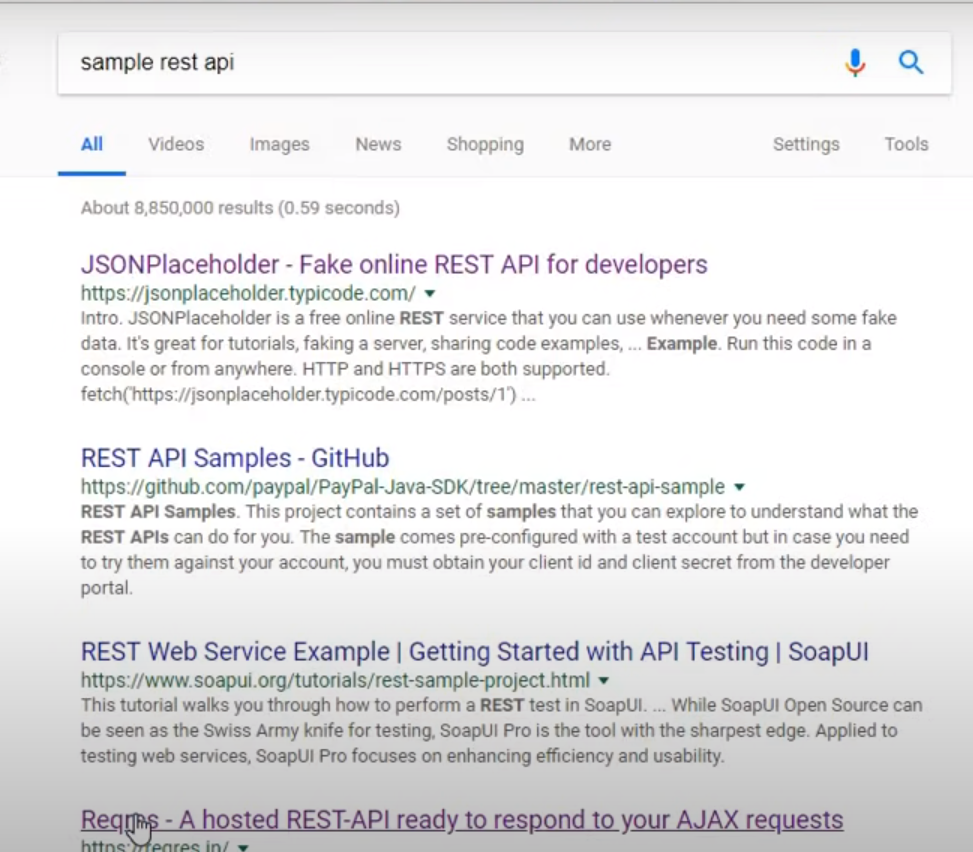 sample rest api
All Videos Images News Shopping More Settings Tools
About 8,850,000 results (0.59 seconds)
JSONPlaceholder - Fake online REST API for developers
https://jsonplaceholder.typicode.com/
Intro. JSONPlaceholder is a free online REST service that you can use whenever you need some fake
data. It's great for tutorials, faking a server, sharing code examples, ... Example. Run this code in a
console or from anywhere. HTTP and HTTPS are both supported.
fetch('https://jsonplaceholder.typicode.com/posts/1') ...
REST API Samples - GitHub
https://github.com/paypal/PayPal-Java-SDK/tree/master/rest-api-sample
REST API Samples. This project contains a set of samples that you can explore to understand what the
REST APIs can do for you. The sample comes pre-configured with a test account but in case you need
to try them against your account, you must obtain your client id and client secret from the developer
portal.
REST Web Service Example | Getting Started with API Testing | SoapUI
https://www.soapui.org/tutorials/rest-sample-project.html
This tutorial walks you through how to perform a REST test in SoapUI. ... While SoapUI Open Source can
be seen as the Swiss Army knife for testing, SoapUI Pro is the tool with the sharpest edge. Applied to
testing web services, SoapUI Pro focuses on enhancing efficiency and usability.
Reqres - A hosted REST-API ready to respond to your AJAX requests
https://reqres.in/